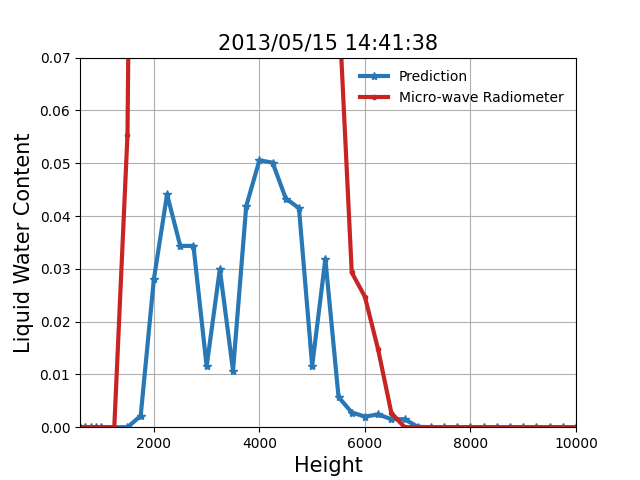 2013/05/15 14:41:38
Prediction
Micro-wave Radiometer
Liquid Water Content
0.07
0.06
0.05
0.04
0.03
0.02
0.01
0.00
2000 4000 6000 8000 10000
Height